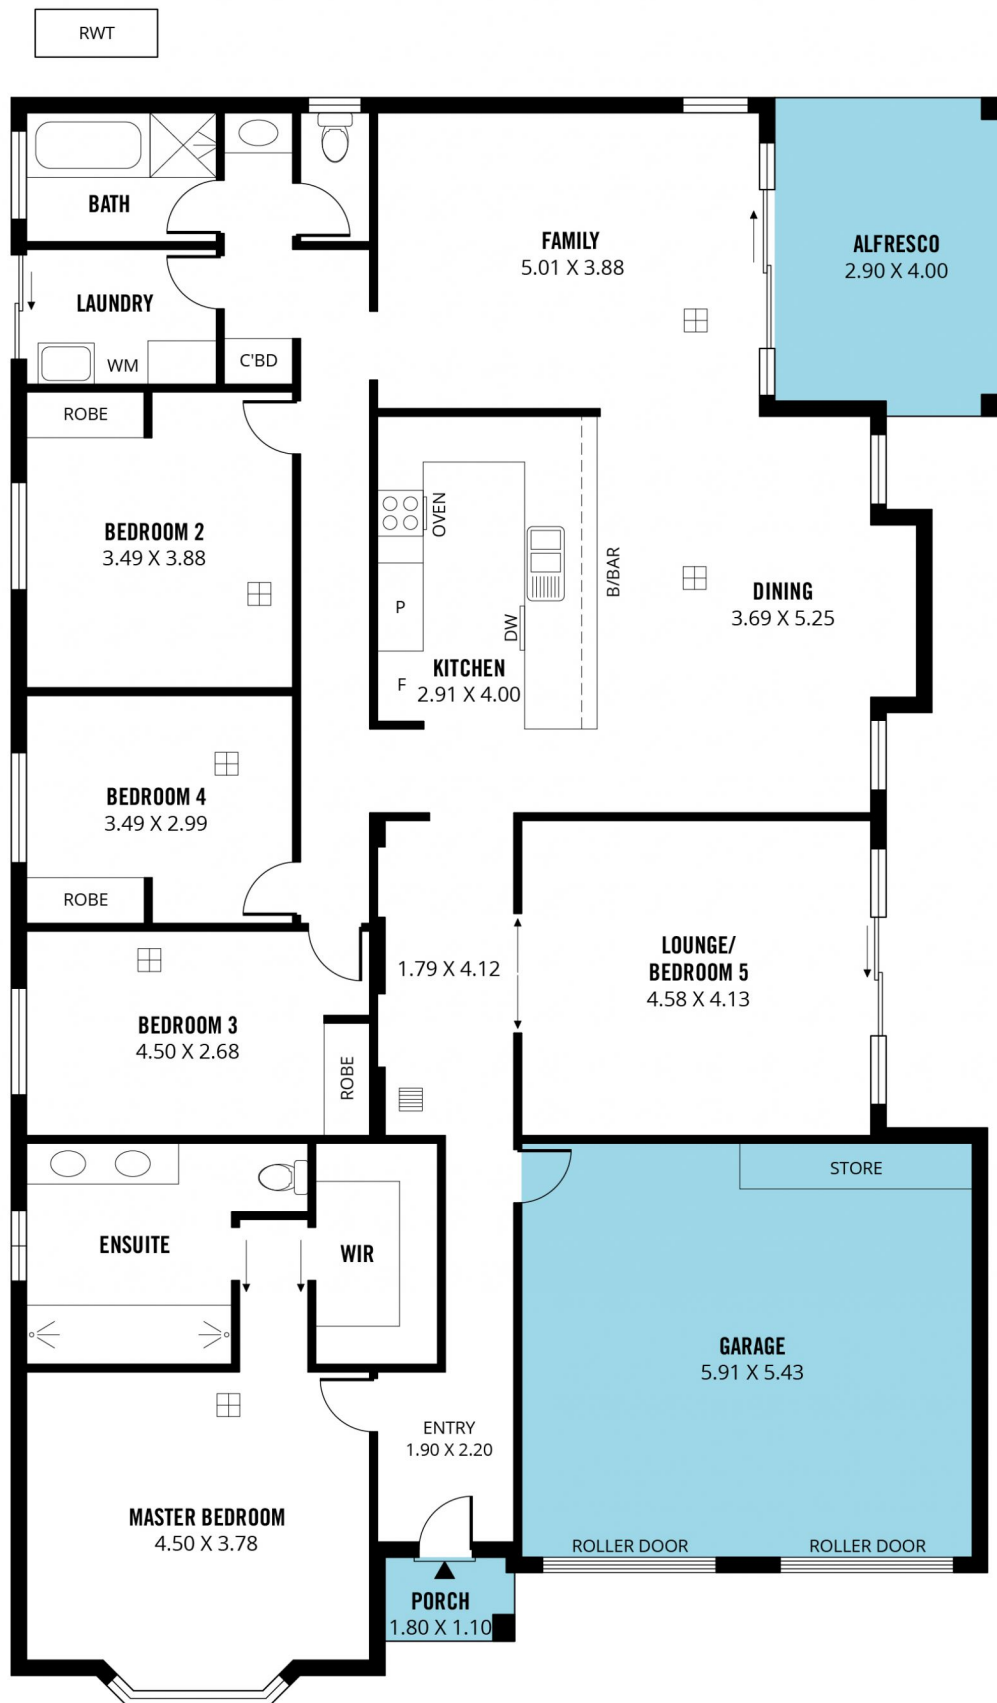 RWT
BATH
FAMILY
5.01 X 3.88
ALFRESCO
2.90 X 4.00
LAUNDRY
WM
C'BD
ROBE
BEDROOM 2
3.49 X 3.88
OVEN
P
F
DW
B/BAR
KITCHEN
2.91 X 4.00
DINING
3.69 X 5.25
BEDROOM 4
3.49 X 2.99
ROBE
1.79 X 4.12
LOUNGE/
BEDROOM 5
4.58 X 4.13
BEDROOM 3
4.50 X 2.68
ROBE
STORE
ENSUITE
WIR
GARAGE
5.91 X 5.43
ENTRY
1.90 X 2.20
MASTER BEDROOM
4.50 X 3.78
ROLLER DOOR
ROLLER DOOR
PORCH
1.80 X 1.10